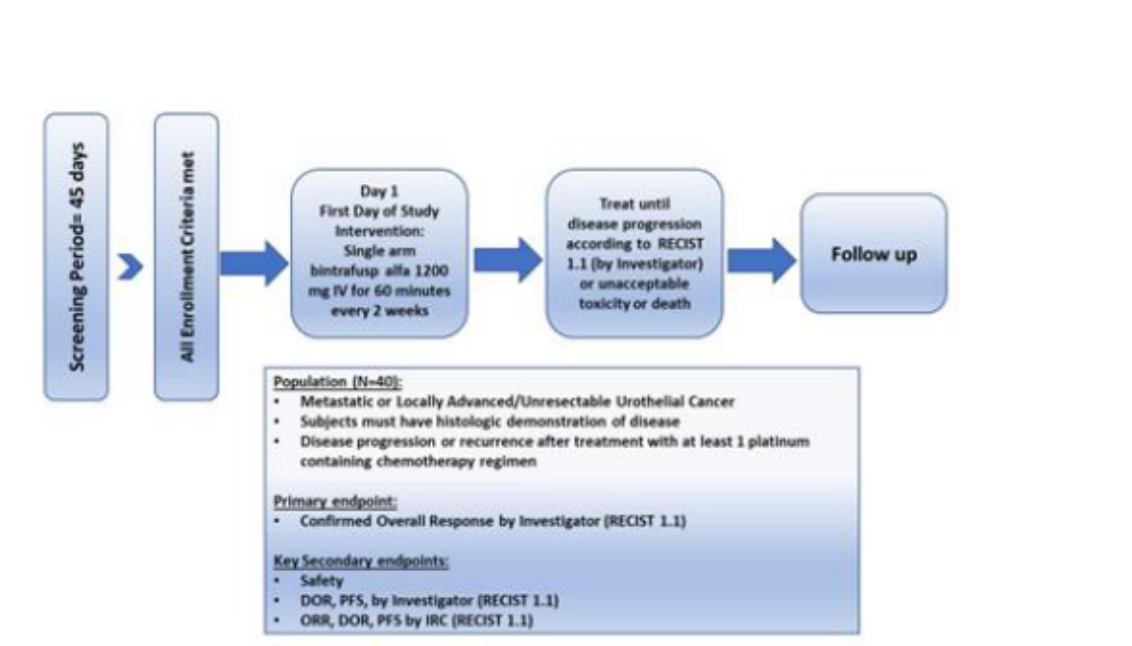 Screening Period= 45 days
All Enrollment Criteria met
Day 1
First Day of Study
Intervention:
Single arm
bintrafusp alfa 1200
mg IV for 60 minutes
every 2 weeks
Treat until
disease progression
according to RECIST
1.1 (by Investigator)
or unacceptable
toxicity or death
Follow up
Population (N=40):
• Metastatic or Locally Advanced/Unresectable Urothelial Cancer
• Subjects must have histologic demonstration of disease
• Disease progression or recurrence after treatment with at least 1 platinum
containing chemotherapy regimen
Primary endpoint:
• Confirmed Overall Response by Investigator (RECIST 1.1)
Key Secondary endpoints:
• Safety
• DOR, PFS, by Investigator (RECIST 1.1)
• ORR, DOR, PFS by IRC (RECIST 1.1)